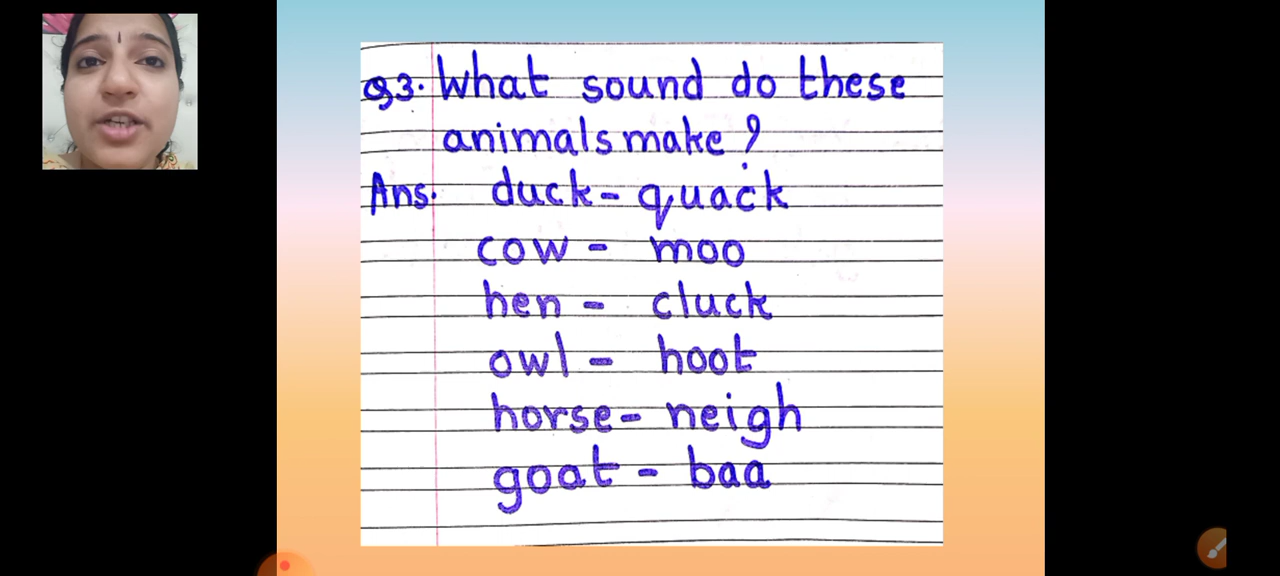 Q3. What sound do these
animals make?
Ans. duck - quack
cow - moo
hen - cluck
owl - hoot
horse - neigh
goat - baa